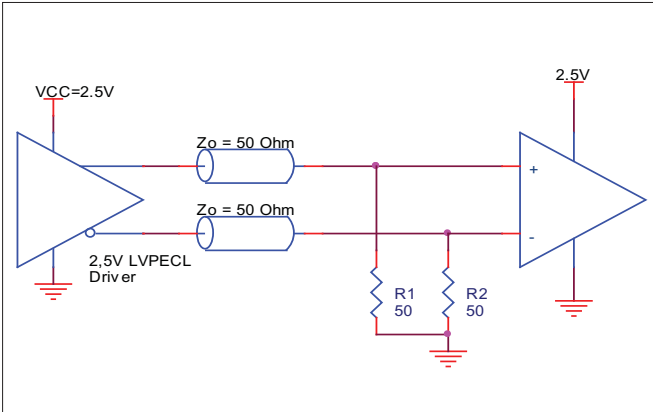 VCC=2.5V
2.5V
Zo = 50 Ohm
+
Zo = 50 Ohm
-
2,5V LVPECL
Driver
R1
50
R2
50